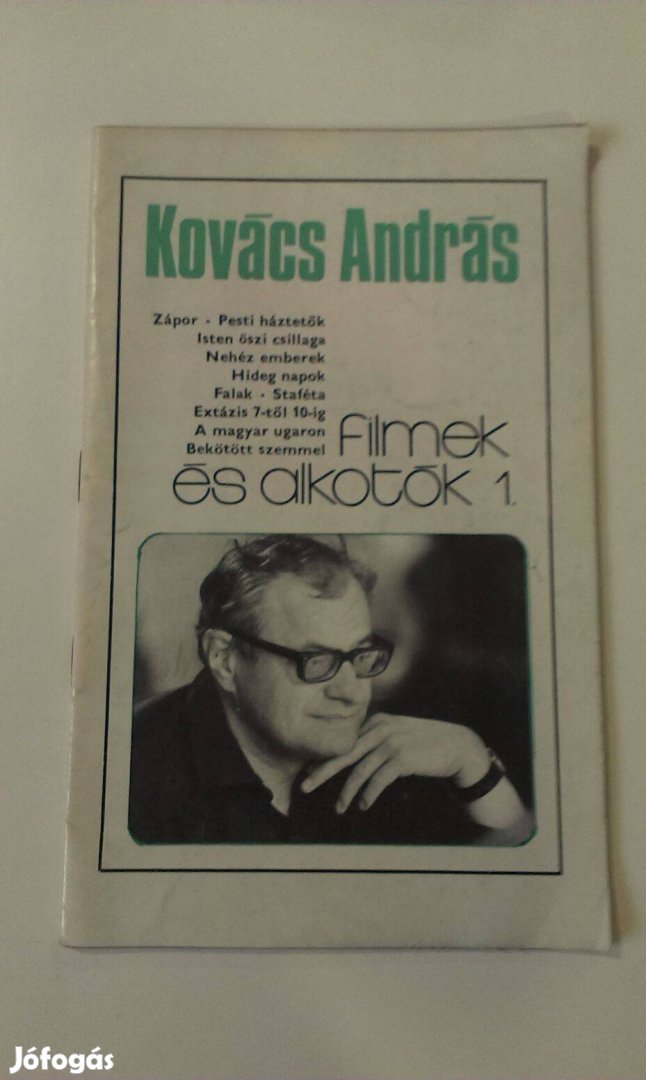 Kovács András
Zápor · Pesti háztetők
Isten őszi csillaga
Nehéz emberek
Hideg napok
Falak · Staféta
Extázis 7-től 10-ig
A magyar ugaron
Bekötött szemmel
filmek
és alkotók 1.
Jófogás